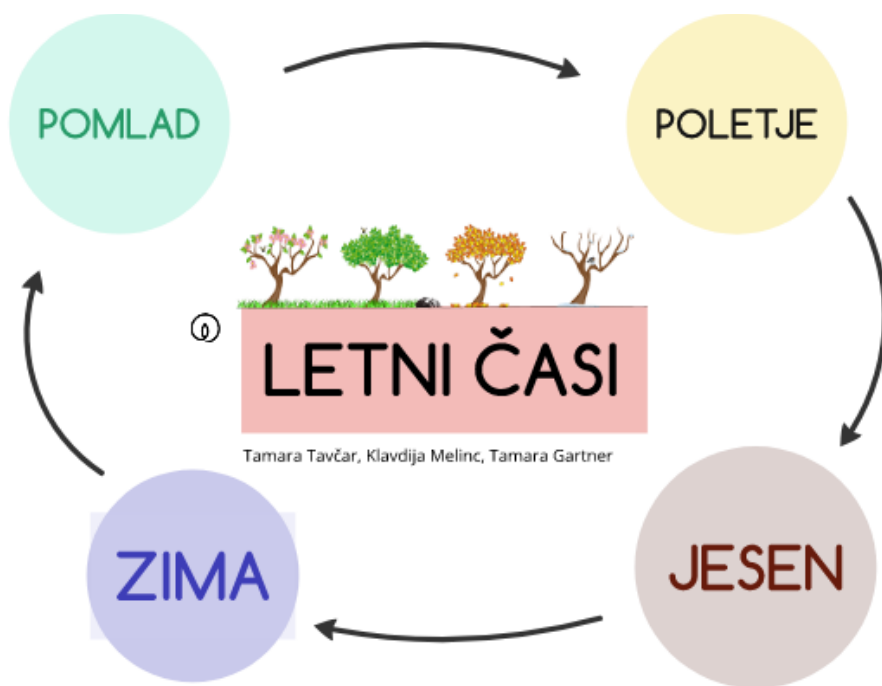 POMLAD
POLETJE
LETNI ČASI
Tamara Tavčar, Klavdija Melinc, Tamara Gartner
ZIMA
JESEN